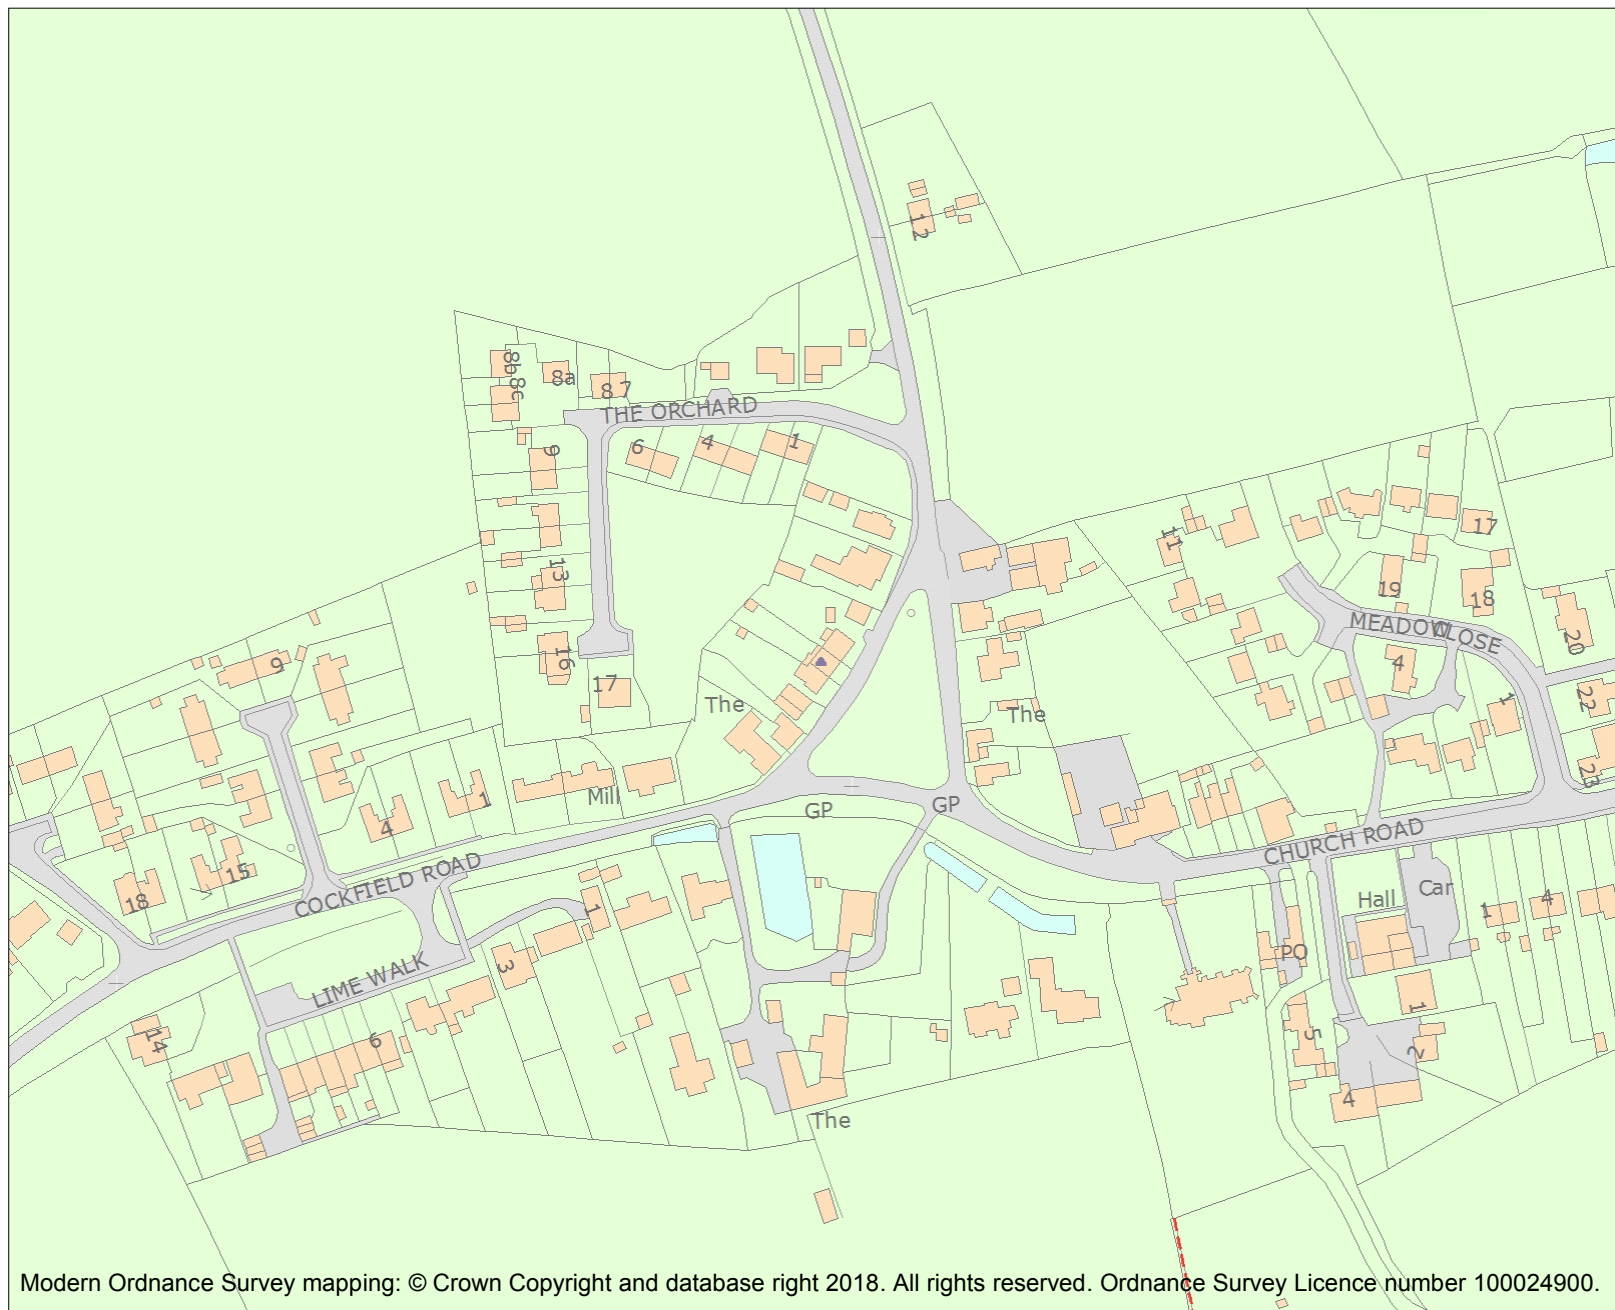 12
8b
8c
8a
8 7
THE ORCHARD
6
4
1
9
13
16
17
The
The
11
17
19
18
MEADOW CLOSE
20
4
22
1
23
9
Mill
1
4
GP
GP
15
18
COCKFIELD ROAD
CHURCH ROAD
Hall
Car
1
4
1
3
LIME WALK
PO
14
6
1
5
2
4
The
Modern Ordnance Survey mapping: © Crown Copyright and database right 2018. All rights reserved. Ordnance Survey Licence number 100024900.